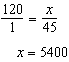 120/1 = x/45
x = 5400